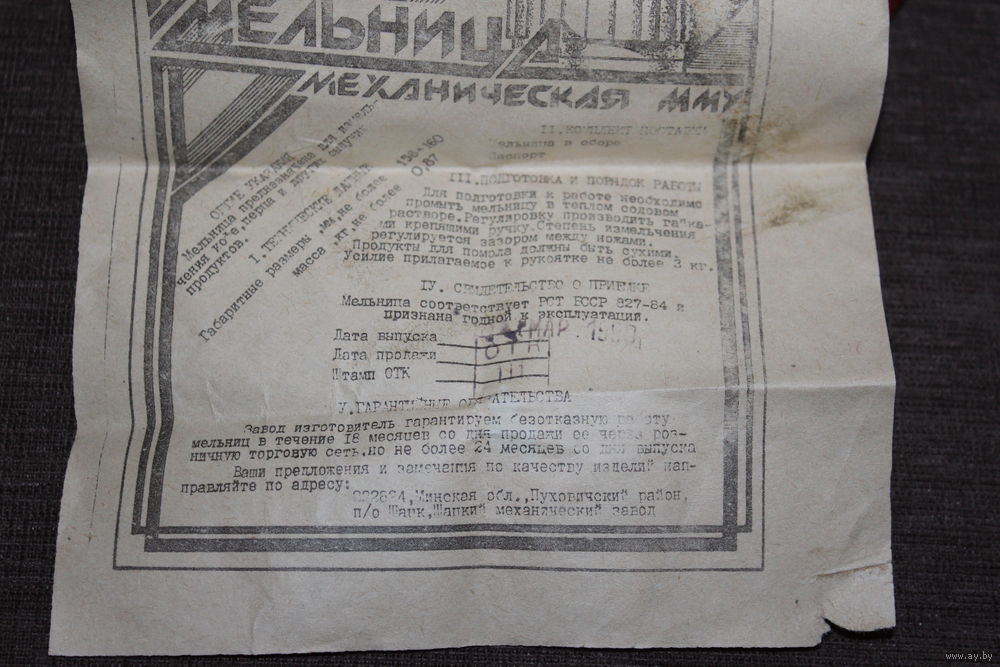 МЕЛЬНИЦА
МЕХАНИЧЕСКАЯ ММУ
ОБЩИЕ УКАЗАНИЯ
Мельница предназначена для измель-
чения кофе, перца и других сыпучих
продуктов.
I. ТЕХНИЧЕСКИЕ ДАННЫЕ
Габаритные размеры ,мм,не более
масса ,кг,не более 0,87
II.КОМПЛЕКТ ПОСТАВКИ
Мельница в сборе
Паспорт
III.ПОДГОТОВКА И ПОРЯДОК РАБОТЫ
Для подготовки к работе необходимо
промыть мельницу в теплом содовом
растворе.Регулировку производить гайка-
ми крепящими ручку.Степень измельчения
регулируется зазором между ножами.
Продукты для помола должны быть сухими.
Усилие прилагаемое к рукоятке не более 3 кг.
IУ. СВИДЕТЕЛЬСТВО О ПРИЕМКЕ
Мельница соответствует РСТ БССР 827-84 и
признана годной к эксплуатации.
Дата выпуска МАР
Дата продажи
Штамп ОТК
У.ГАРАНТИЙНЫЕ ОБЯЗАТЕЛЬСТВА
Завод изготовитель гарантируем безотказную работу
мельниц в течение 18 месяцев со дня продажи ее через роз-
ничную торговую сеть,но не более 24 месяцев со дня выпуска
Ваши предложения и замечания по качеству изделий нап-
правляйте по адресу:
222824,Минская обл.,Пуховичский район,
п/о Шацк,Шацкий механический завод
www.ay.by